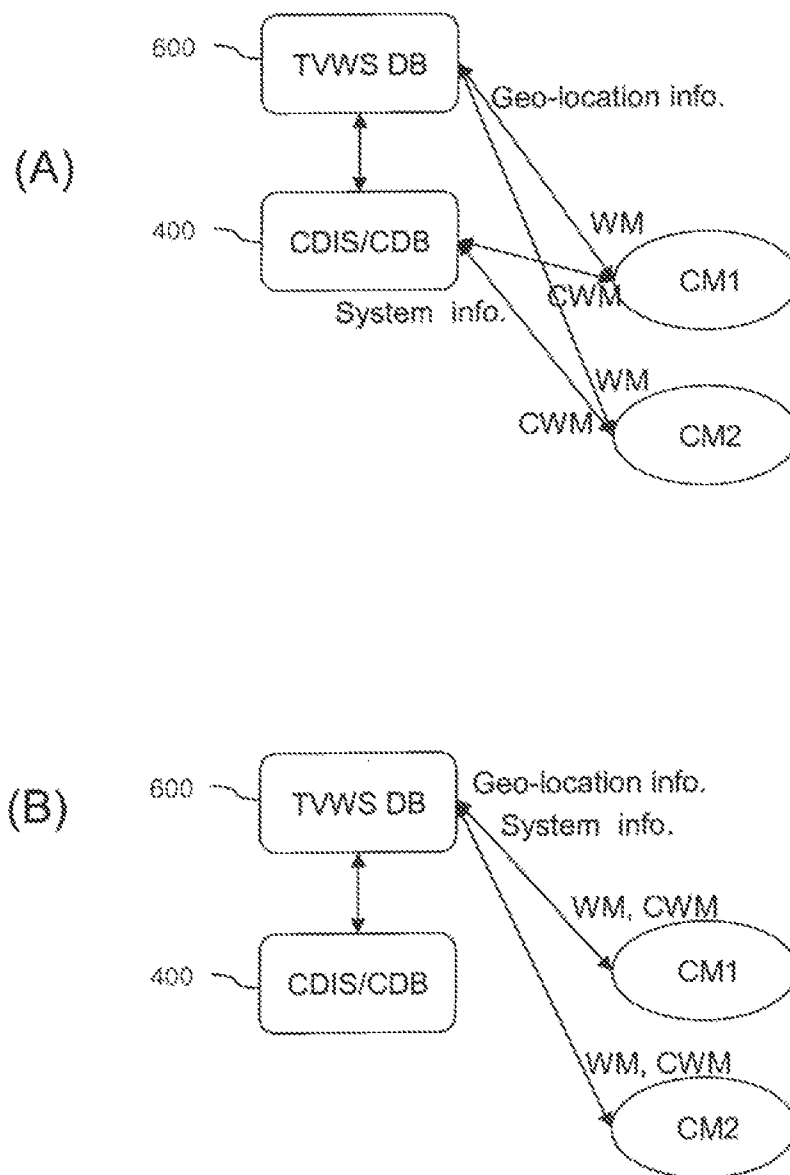 (A)
600
TVWS DB
Geo-location info.
400
CDIS/CDB
WM
CM1
CWM
System info.
WM
CWM
CM2
(B)
600
TVWS DB
Geo-location info.
System info.
WM, CWM
400
CDIS/CDB
CM1
WM, CWM
CM2